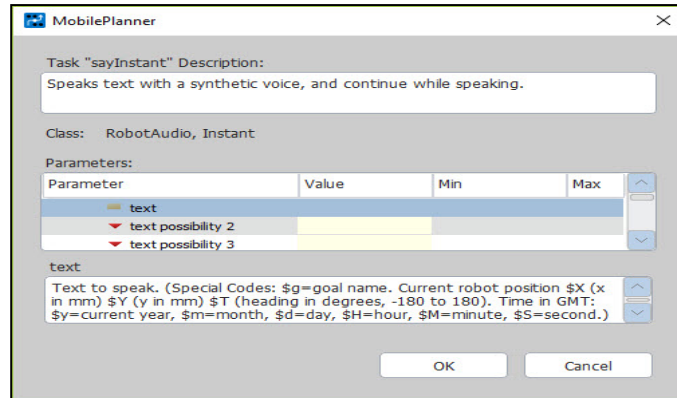 MobilePlanner
Task "sayInstant" Description:
Speaks text with a synthetic voice, and continue while speaking.
Class: RobotAudio, Instant
Parameters:
Parameter Value Min Max
text
text possibility 2
text possibility 3
text
Text to speak. (Special Codes: $g=goal name. Current robot position $X (x
in mm) $Y (y in mm) $T (heading in degrees, -180 to 180). Time in GMT:
$y=current year, $m=month, $d=day, $H=hour, $M=minute, $S=second.)
OK Cancel